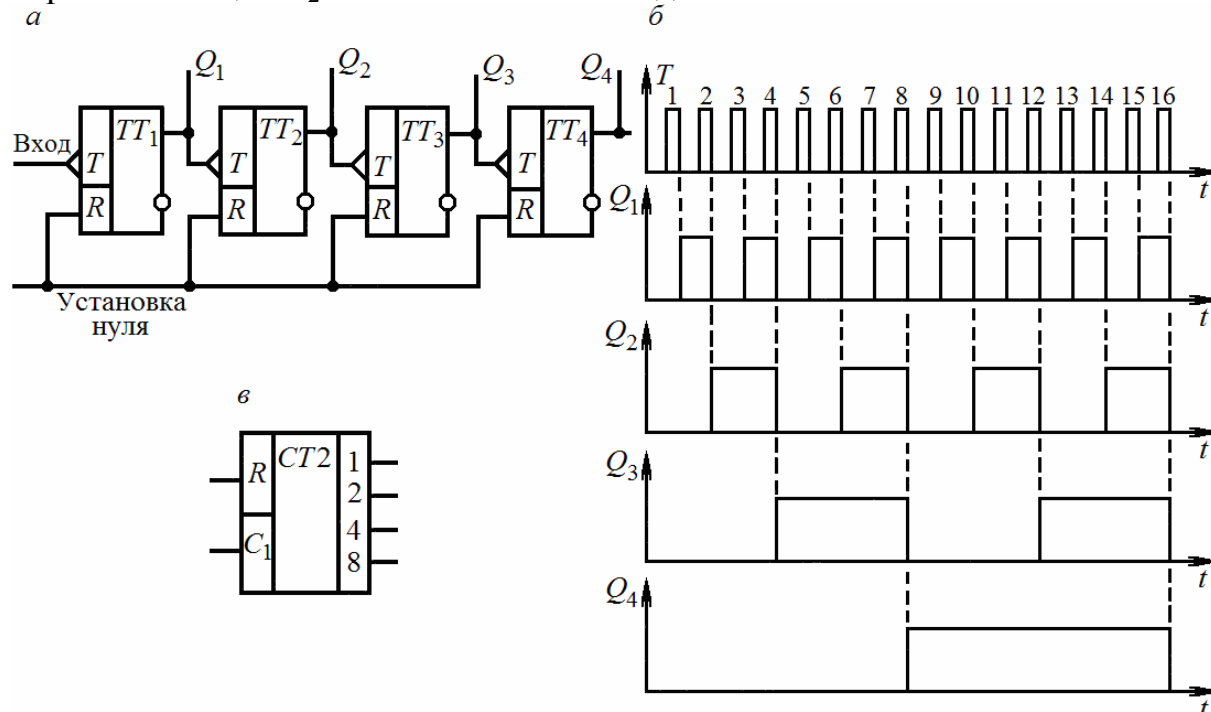 а
б
Q1 Q2 Q3 Q4
Вход T TT1 T TT2 T TT3 T TT4
R R R R
Установка
нуля
в
R CT2 1
2
C1 4
8
T 1 2 3 4 5 6 7 8 9 10 11 12 13 14 15 16
t
Q1
t
Q2
t
Q3
t
Q4
t